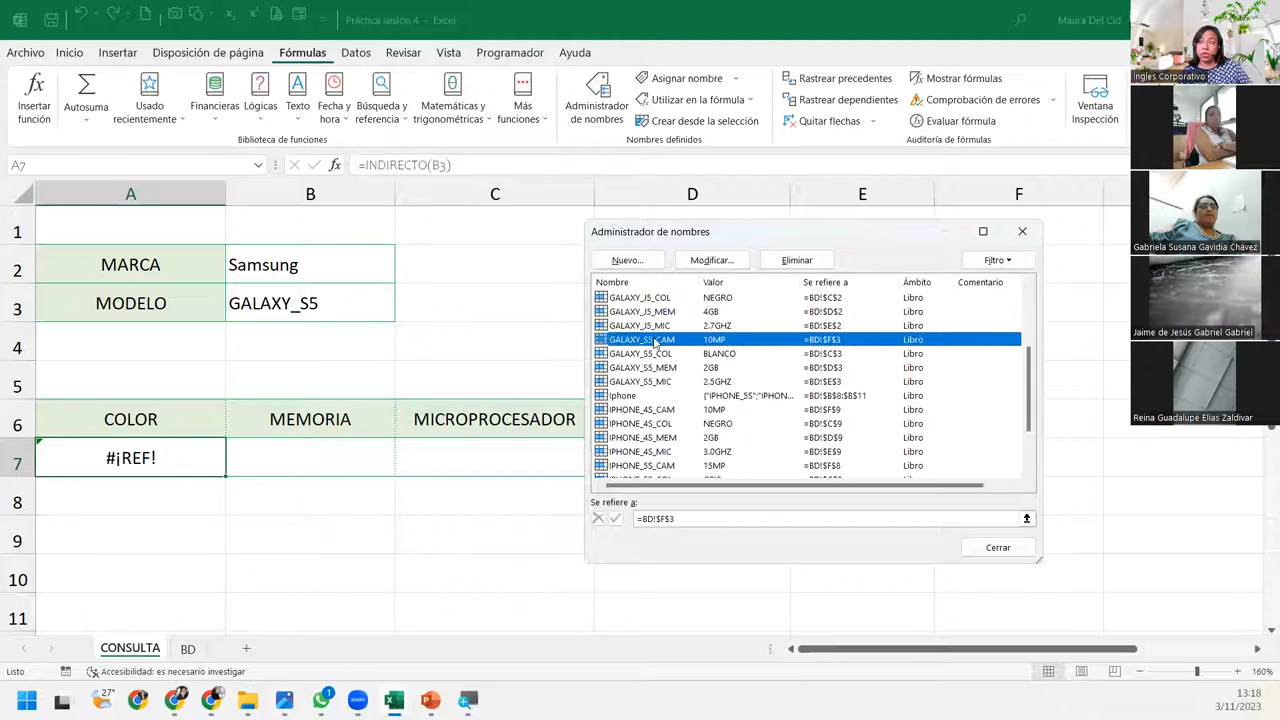 Práctica sesión 4 - Excel
Maura Del Cid
Archivo Inicio Insertar Disposición de página Fórmulas Datos Revisar Vista Programador Ayuda
Insertar función
Autosuma
Usado recientemente
Financieras
Lógicas
Texto
Fecha y hora
Búsqueda y referencia
Matemáticas y trigonométricas
Más funciones
Biblioteca de funciones
Administrador de nombres
Asignar nombre
Utilizar en la fórmula
Crear desde la selección
Nombres definidos
Rastrear precedentes
Rastrear dependientes
Quitar flechas
Mostrar fórmulas
Comprobación de errores
Evaluar fórmula
Auditoría de fórmulas
Ventana Inspección
A7
fx
=INDIRECTO(B3)
A B C D E F
1
2 MARCA Samsung
3 MODELO GALAXY_S5
4
5
6 COLOR MEMORIA MICROPROCESADOR
7 #¡REF!
8
9
10
11
Administrador de nombres
Nuevo... Modificar... Eliminar Filtro
Nombre Valor Se refiere a Ámbito Comentario
GALAXY_J5_COL NEGRO =BD!$C$2 Libro
GALAXY_J5_MEM 4GB =BD!$D$2 Libro
GALAXY_J5_MIC 2.7GHZ =BD!$E$2 Libro
GALAXY_S5_CAM 10MP =BD!$F$3 Libro
GALAXY_S5_COL BLANCO =BD!$C$3 Libro
GALAXY_S5_MEM 2GB =BD!$D$3 Libro
GALAXY_S5_MIC 2.5GHZ =BD!$E$3 Libro
Iphone {"IPHONE_5S";"IPHON... =BD!$B$8:$B$11 Libro
IPHONE_4S_CAM 10MP =BD!$F$9 Libro
IPHONE_4S_COL NEGRO =BD!$C$9 Libro
IPHONE_4S_MEM 2GB =BD!$D$9 Libro
IPHONE_4S_MIC 3.0GHZ =BD!$E$9 Libro
IPHONE_5S_CAM 15MP =BD!$F$8 Libro
Se refiere a:
=BD!$F$3
Cerrar
Ingles Corporativo
Gabriela Susana Gavidia Chávez
Jaime de Jesús Gabriel Gabriel
Reina Guadalupe Elías Zaldivar
CONSULTA BD
Listo
Accesibilidad: es necesario investigar
160%
27°
1
zoom
13:18
3/11/2023